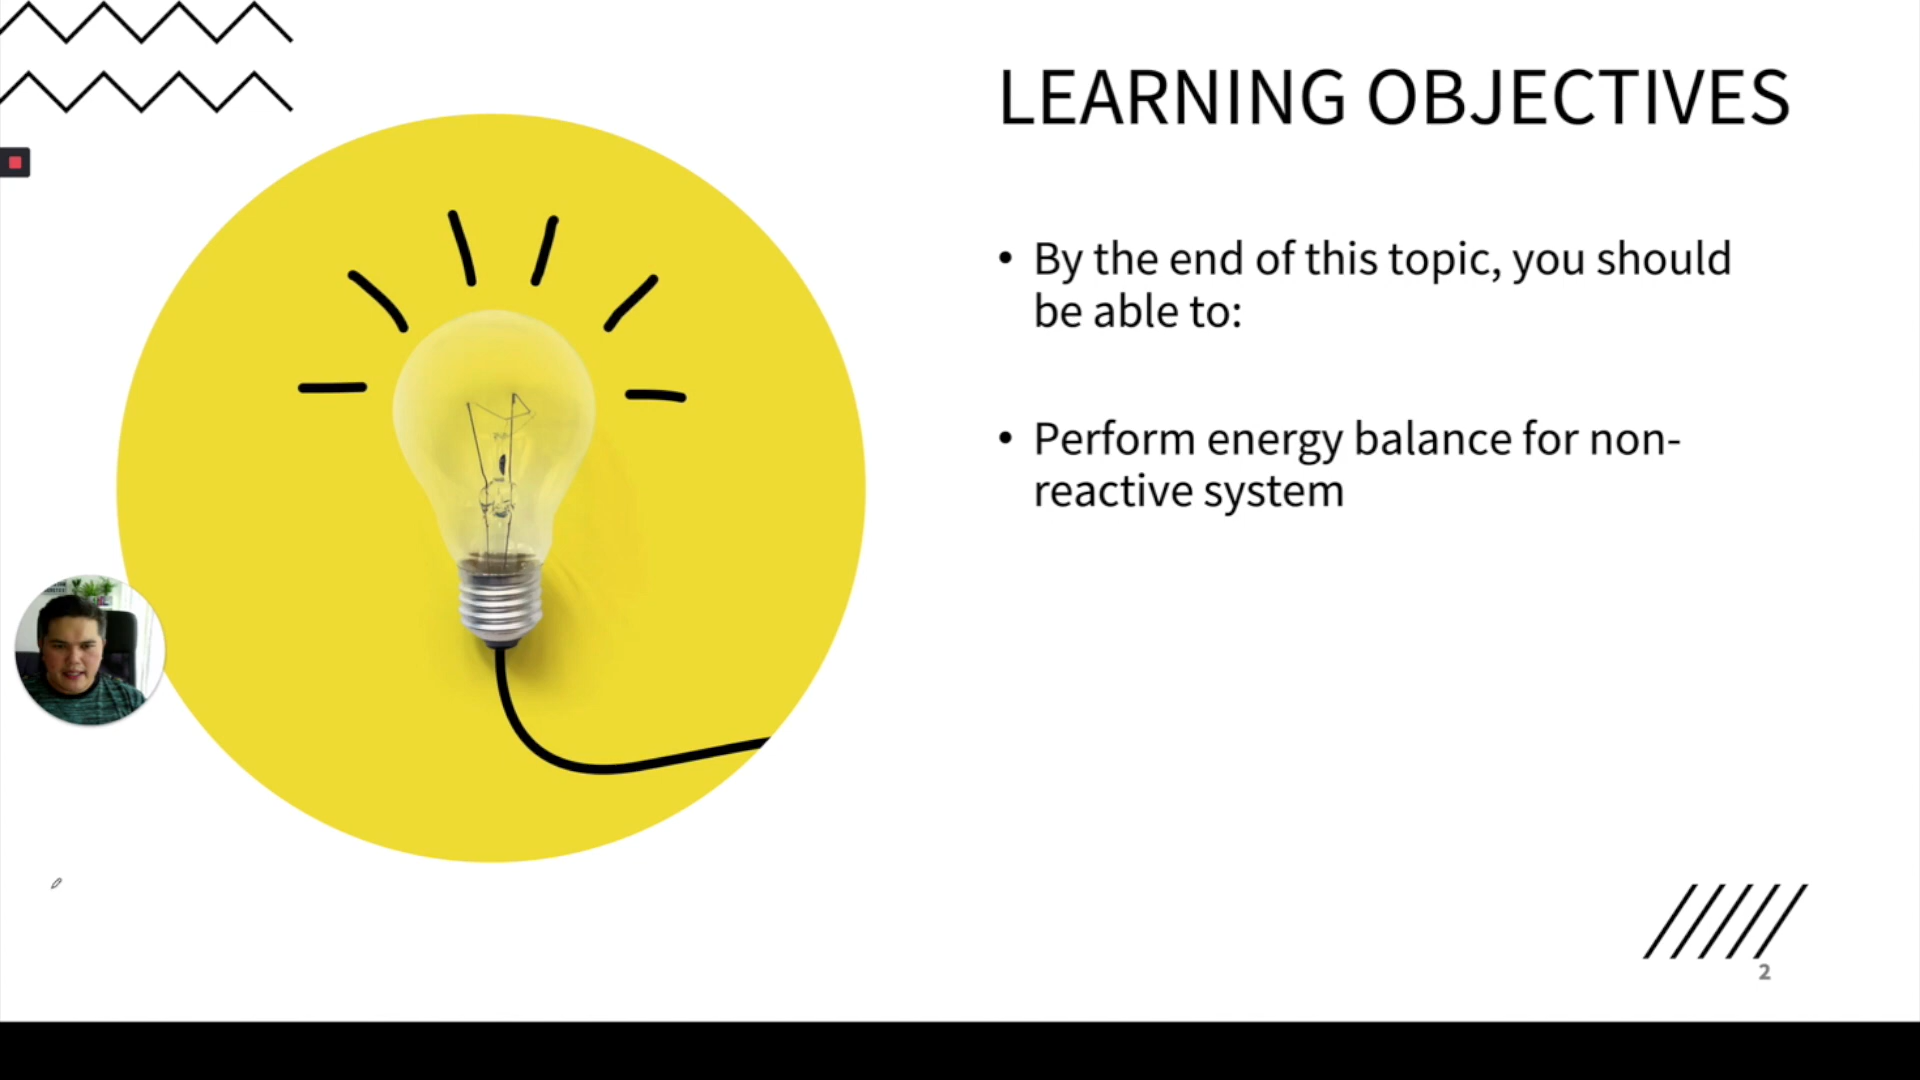 LEARNING OBJECTIVES
• By the end of this topic, you should
be able to:
• Perform energy balance for non-
reactive system
2